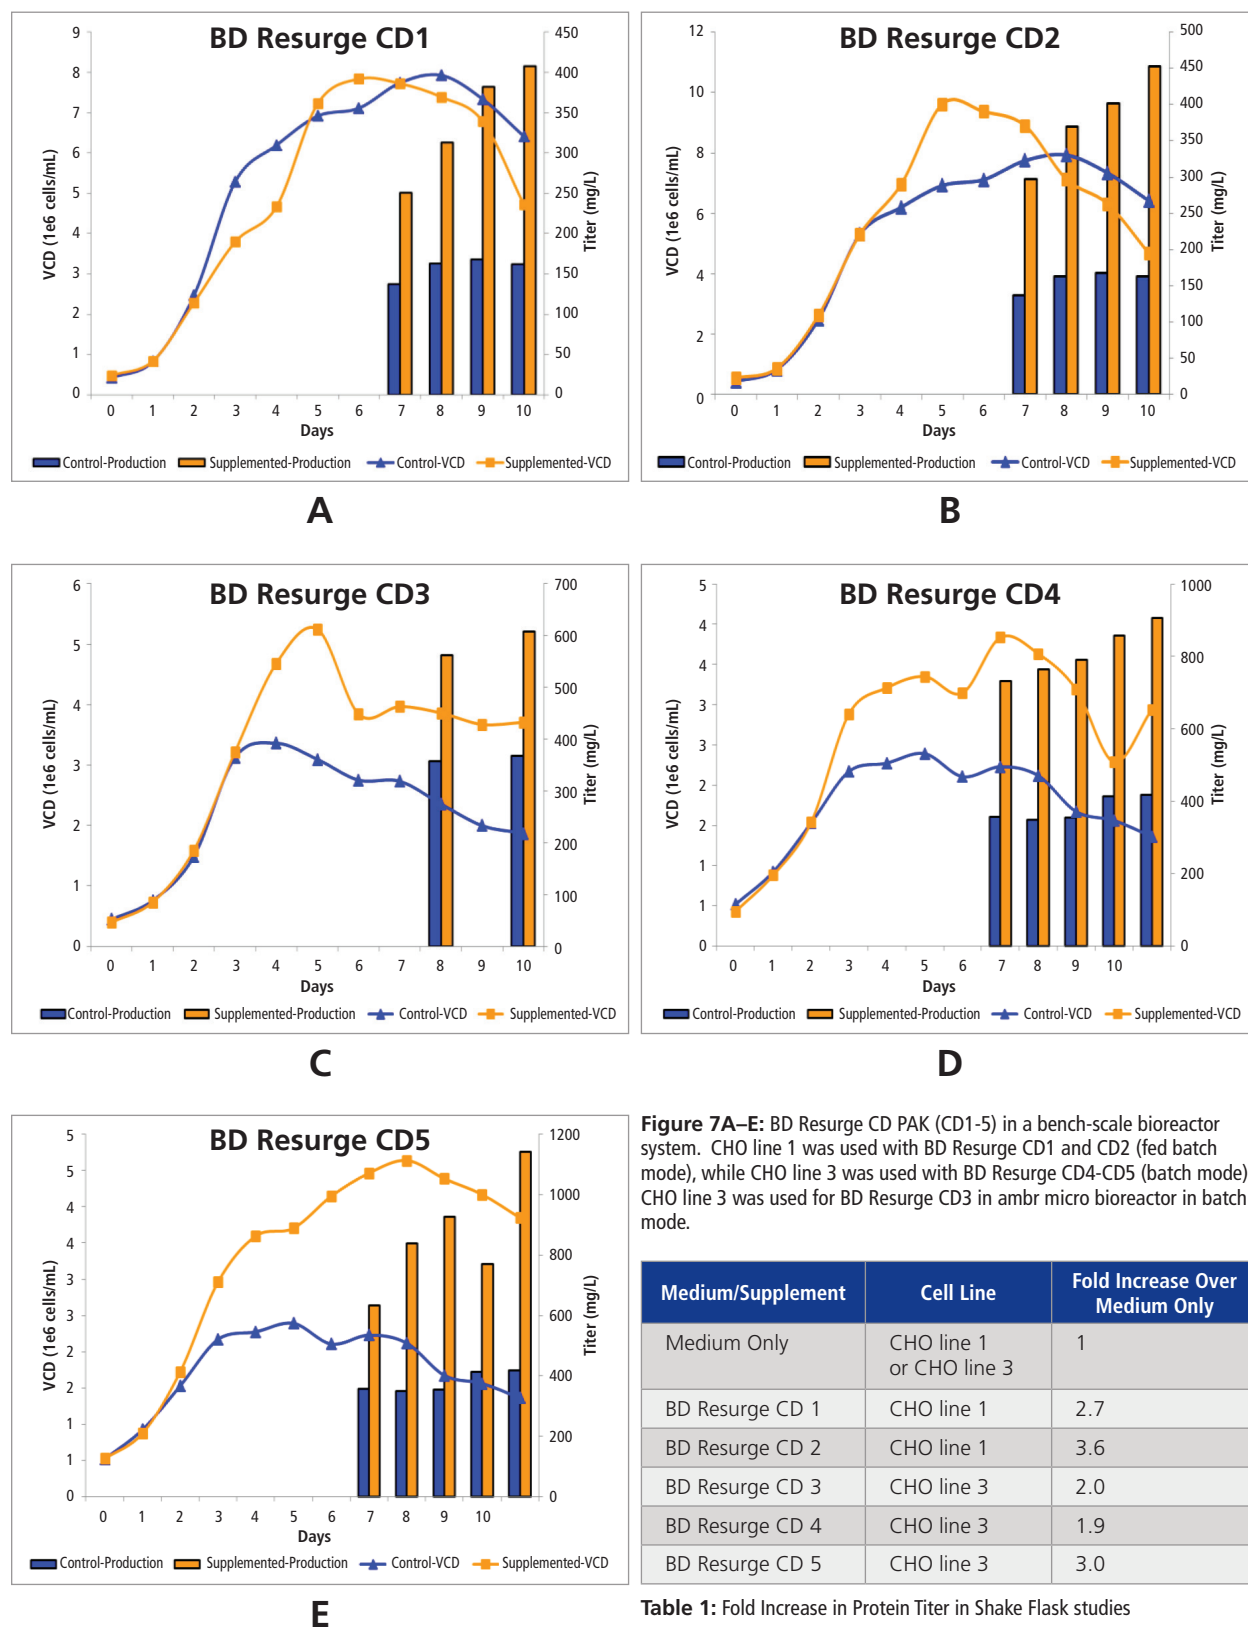 BD Resurge CD1
9
8
7
6
5
4
3
2
1
0
VCD (1e6 cells/mL)
450
400
350
300
250
200
150
100
50
0
Titer (mg/L)
0 1 2 3 4 5 6 7 8 9 10
Days
Control-Production Supplemented-Production Control-VCD Supplemented-VCD
A
BD Resurge CD2
12
10
8
6
4
2
0
VCD (1e6 cells/mL)
500
450
400
350
300
250
200
150
100
50
0
Titer (mg/L)
0 1 2 3 4 5 6 7 8 9 10
Days
Control-Production Supplemented-Production Control-VCD Supplemented-VCD
B
BD Resurge CD3
6
5
4
3
2
1
0
VCD (1e6 cells/mL)
700
600
500
400
300
200
100
0
Titer (mg/L)
0 1 2 3 4 5 6 7 8 9 10
Days
Control-Production Supplemented-Production Control-VCD Supplemented-VCD
C
BD Resurge CD4
5
4
4
3
3
2
2
1
1
0
VCD (1e6 cells/mL)
1000
800
600
400
200
0
Titer (mg/L)
0 1 2 3 4 5 6 7 8 9 10
Days
Control-Production Supplemented-Production Control-VCD Supplemented-VCD
D
BD Resurge CD5
5
5
4
4
3
3
2
2
1
1
0
VCD (1e6 cells/mL)
1200
1000
800
600
400
200
0
Titer (mg/L)
0 1 2 3 4 5 6 7 8 9 10
Days
Control-Production Supplemented-Production Control-VCD Supplemented-VCD
E
Figure 7A–E: BD Resurge CD PAK (CD1-5) in a bench-scale bioreactor
system. CHO line 1 was used with BD Resurge CD1 and CD2 (fed batch
mode), while CHO line 3 was used with BD Resurge CD4-CD5 (batch mode)
CHO line 3 was used for BD Resurge CD3 in ambr micro bioreactor in batch
mode.
Medium/Supplement Cell Line Fold Increase Over
Medium Only
Medium Only CHO line 1 1
or CHO line 3
BD Resurge CD 1 CHO line 1 2.7
BD Resurge CD 2 CHO line 1 3.6
BD Resurge CD 3 CHO line 3 2.0
BD Resurge CD 4 CHO line 3 1.9
BD Resurge CD 5 CHO line 3 3.0
Table 1: Fold Increase in Protein Titer in Shake Flask studies